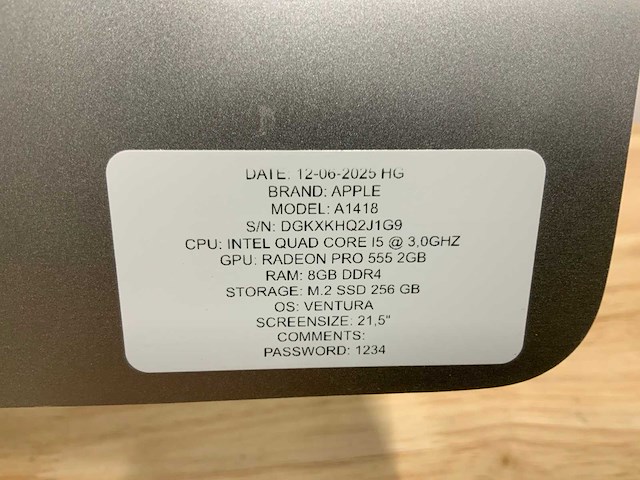 DATE: 12-06-2025 HG
BRAND: APPLE
MODEL: A1418
S/N: DGKXKHQ2J1G9
CPU: INTEL QUAD CORE I5 @ 3,0GHZ
GPU: RADEON PRO 555 2GB
RAM: 8GB DDR4
STORAGE: M.2 SSD 256 GB
OS: VENTURA
SCREENSIZE: 21,5"
COMMENTS:
PASSWORD: 1234